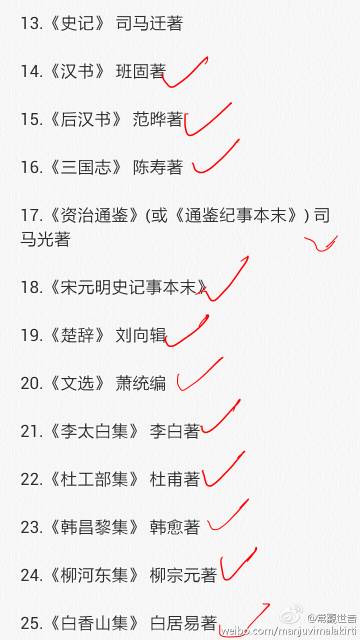 13.《史记》 司马迁著
14.《汉书》 班固著
15.《后汉书》 范晔著
16.《三国志》 陈寿著
17.《资治通鉴》(或《通鉴纪事本末》) 司
马光著
18.《宋元明史记事本末》
19.《楚辞》 刘向辑
20.《文选》 萧统编
21.《李太白集》 李白著
22.《杜工部集》 杜甫著
23.《韩昌黎集》 韩愈著
24.《柳河东集》 柳宗元著
25.《白香山集》 白居易著
@常觀世音
weibo.com/manjuvimalakirti